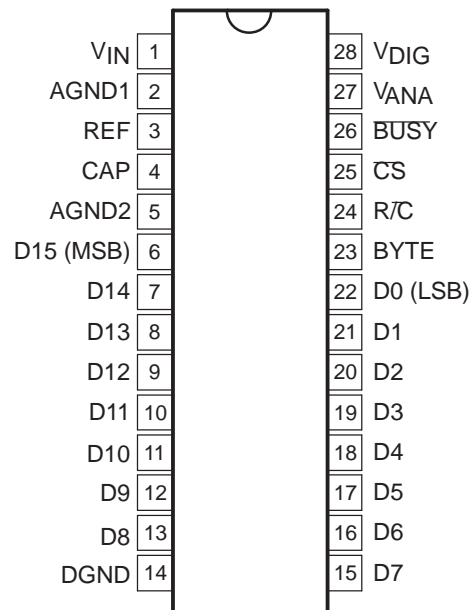 VIN 1 28 VDIG
AGND1 2 27 VANA
REF 3 26 BUSY
CAP 4 25 CS
AGND2 5 24 R/C
D15 (MSB) 6 23 BYTE
D14 7 22 D0 (LSB)
D13 8 21 D1
D12 9 20 D2
D11 10 19 D3
D10 11 18 D4
D9 12 17 D5
D8 13 16 D6
DGND 14 15 D7